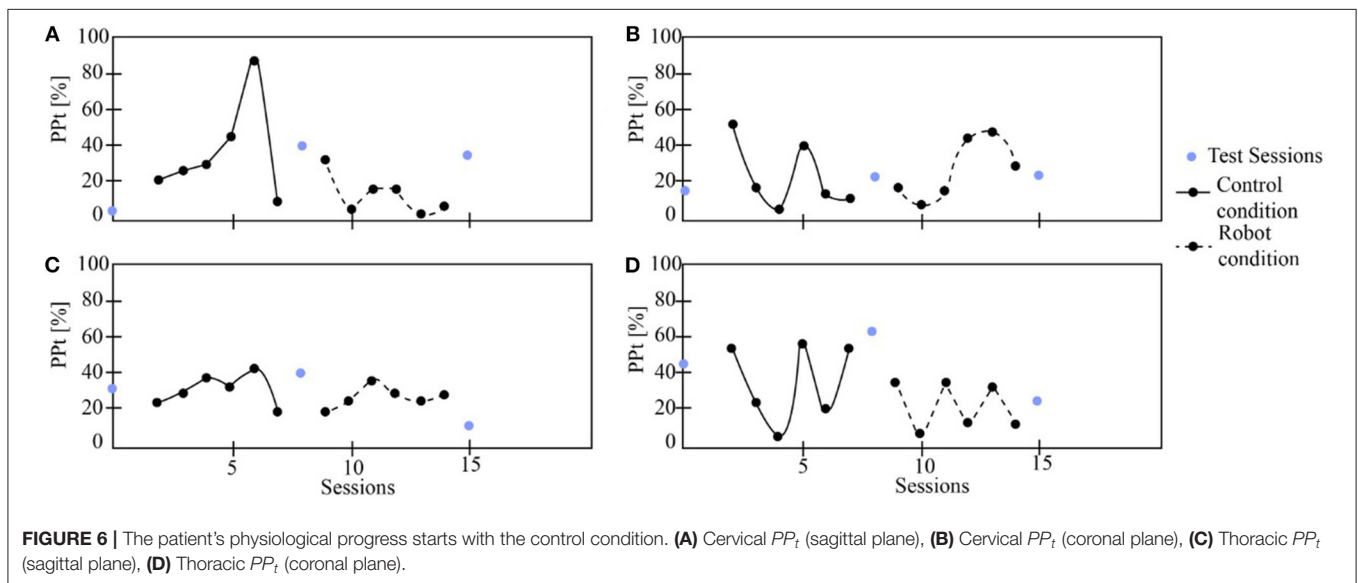 A
100
80
60
40
20
0
PPt [%]
B
100
80
60
40
20
0
PPt [%]
Test Sessions
Control
condition
Robot
condition
C
100
80
60
40
20
0
PPt [%]
5
10
15
Sessions
D
100
80
60
40
20
0
PPt [%]
5
10
15
Sessions
FIGURE 6 | The patient’s physiological progress starts with the control condition. (A) Cervical PPt (sagittal plane), (B) Cervical PPt (coronal plane), (C) Thoracic PPt
(sagittal plane), (D) Thoracic PPt (coronal plane).